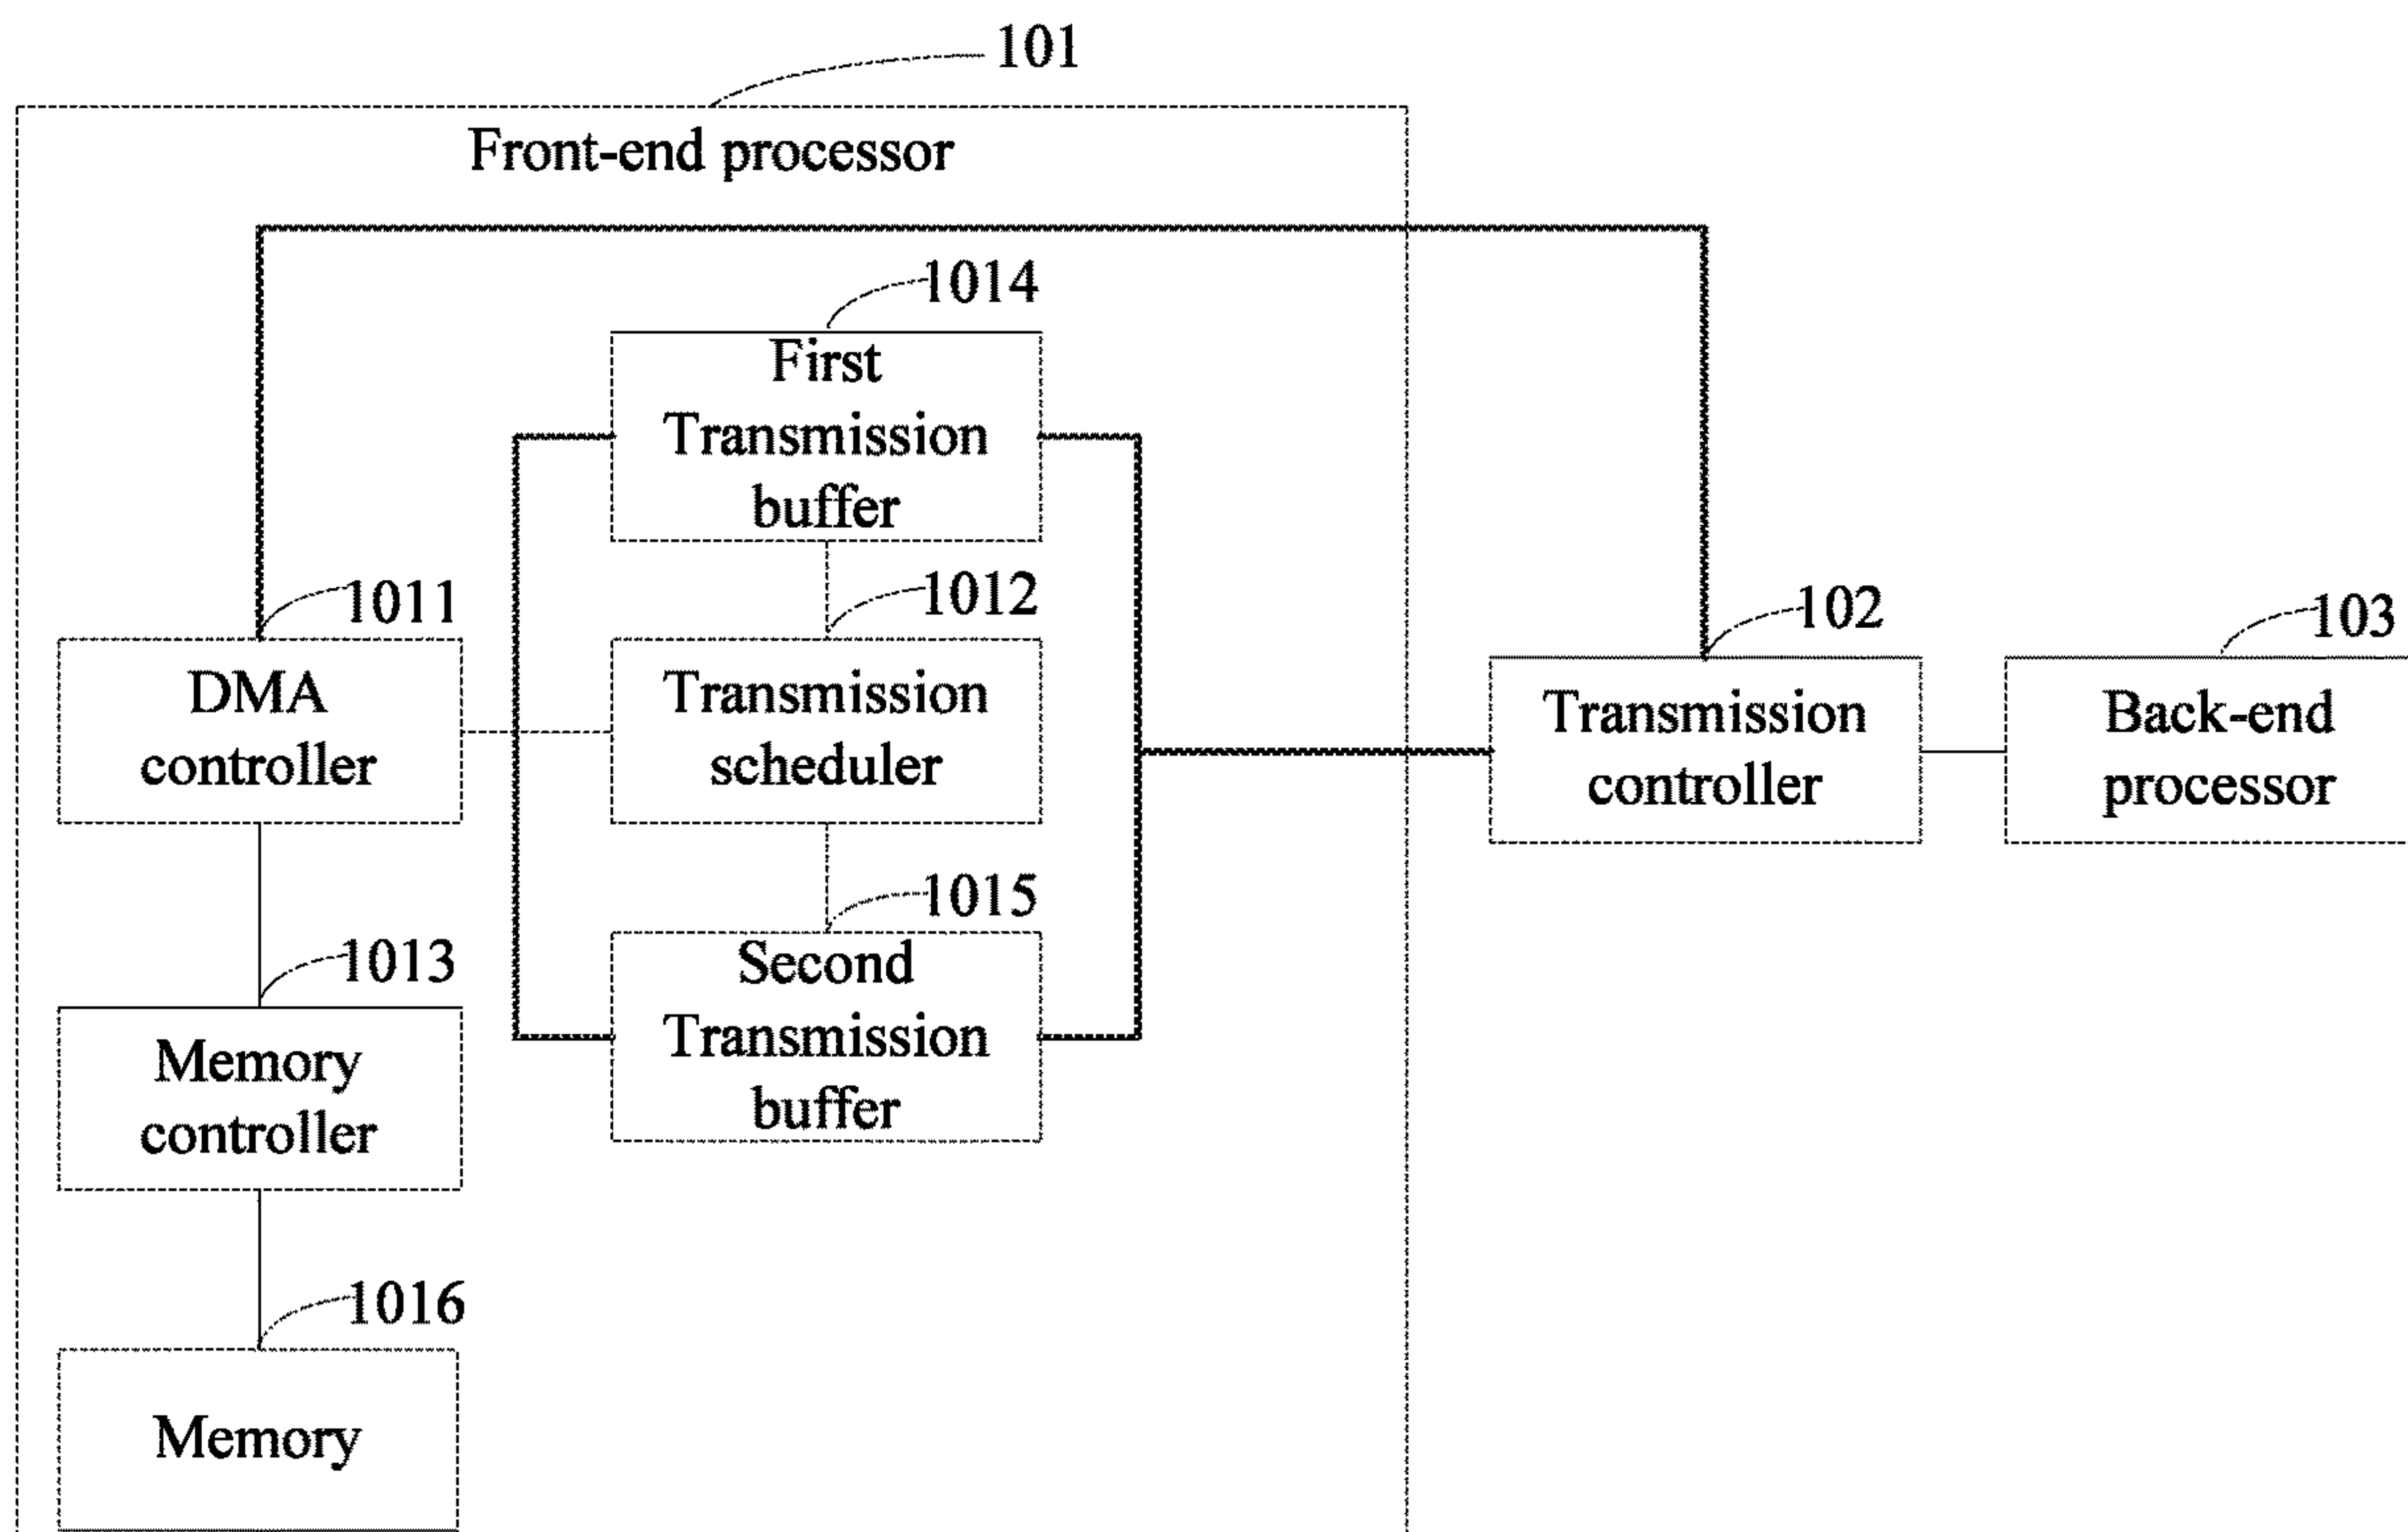 101
Front-end processor
1014
First
Transmission
buffer
1011
1012
102
103
DMA
controller
Transmission
scheduler
Transmission
controller
Back-end
processor
1013
1015
Memory
controller
Second
Transmission
buffer
1016
Memory